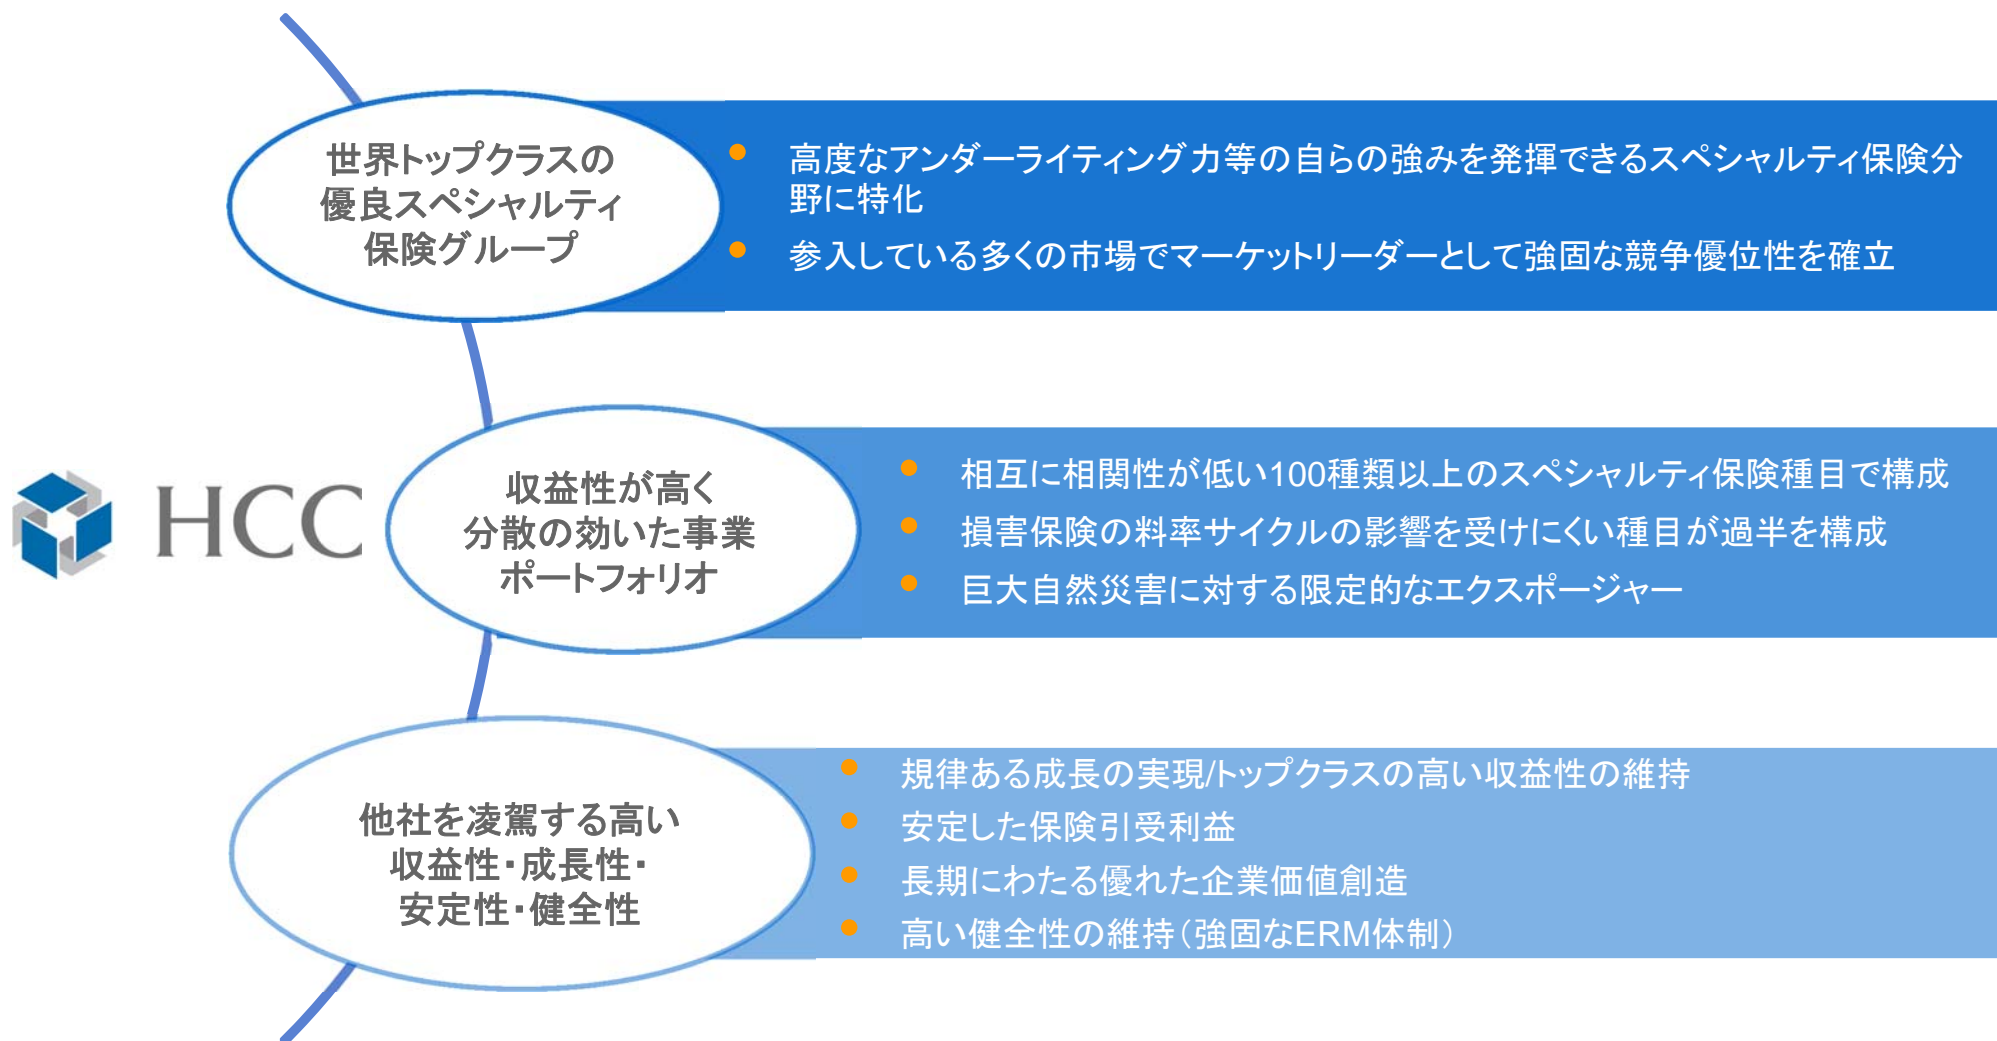 世界トップクラスの
優良スペシャルティ
保険グループ
● 高度なアンダーライティング力等の自らの強みを発揮できるスペシャルティ保険分
野に特化
● 参入している多くの市場でマーケットリーダーとして強固な競争優位性を確立
HCC
収益性が高く
分散の効いた事業
ポートフォリオ
● 相互に相関性が低い100種類以上のスペシャルティ保険種目で構成
● 損害保険の料率サイクルの影響を受けにくい種目が過半を構成
● 巨大自然災害に対する限定的なエクスポージャー
他社を凌駕する高い
収益性・成長性・
安定性・健全性
● 規律ある成長の実現/トップクラスの高い収益性の維持
● 安定した保険引受利益
● 長期にわたる優れた企業価値創造
● 高い健全性の維持（強固なERM体制）